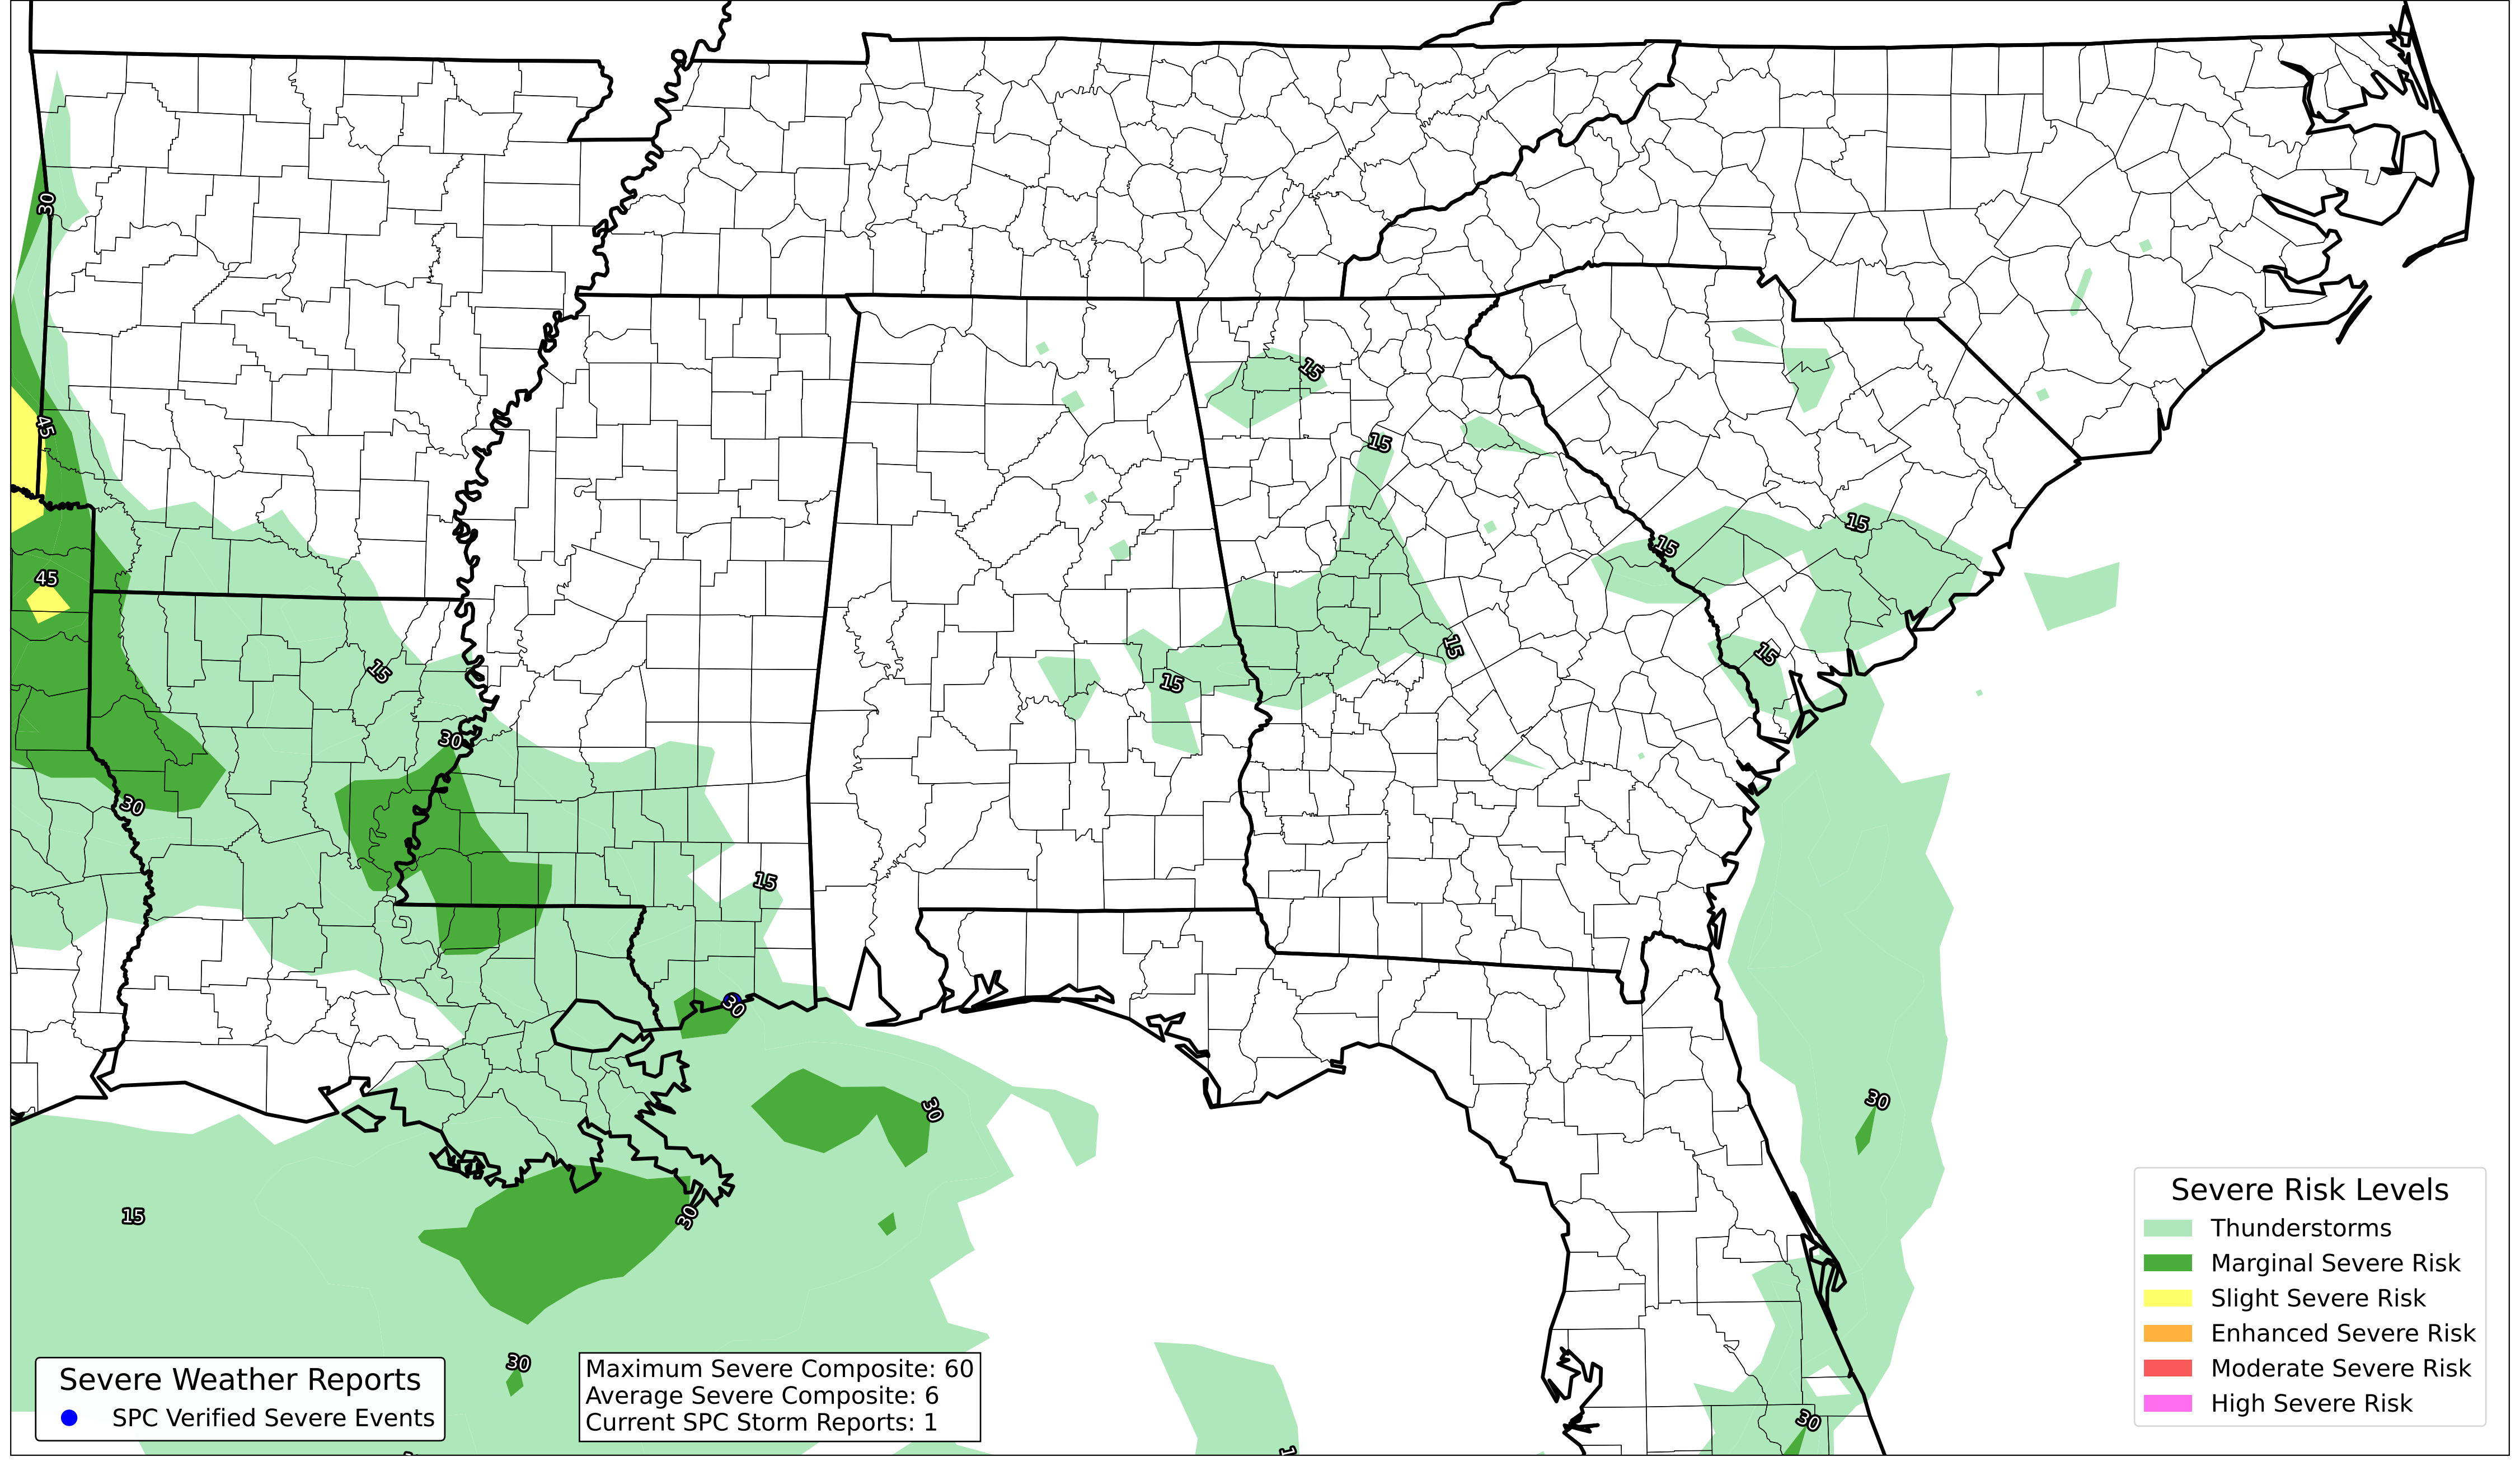 30
15
45
15
15
15
45
15
15
15
15
15
30
30
15
30
30
30
15
30
30
30
Severe Risk Levels
Thunderstorms
Marginal Severe Risk
Slight Severe Risk
Enhanced Severe Risk
Moderate Severe Risk
High Severe Risk
Severe Weather Reports
SPC Verified Severe Events
Maximum Severe Composite: 60
Average Severe Composite: 6
Current SPC Storm Reports: 1